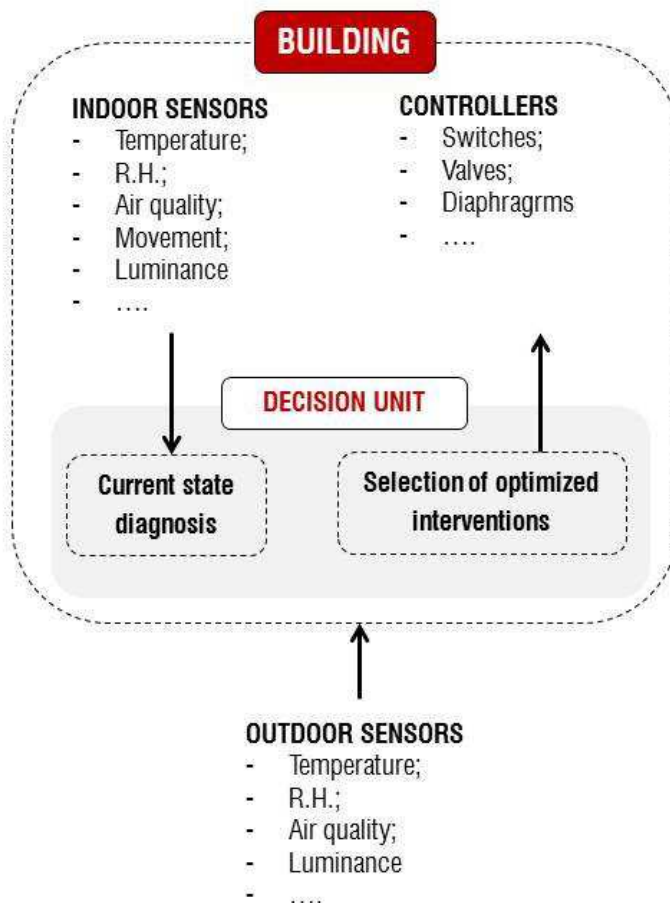 BUILDING
INDOOR SENSORS
- Temperature;
- R.H.;
- Air quality;
- Movement;
- Luminance
- ....
CONTROLLERS
- Switches;
- Valves;
- Diaphragrms
- ....
DECISION UNIT
Current state
diagnosis
Selection of optimized
interventions
OUTDOOR SENSORS
- Temperature;
- R.H.;
- Air quality;
- Luminance
- ....